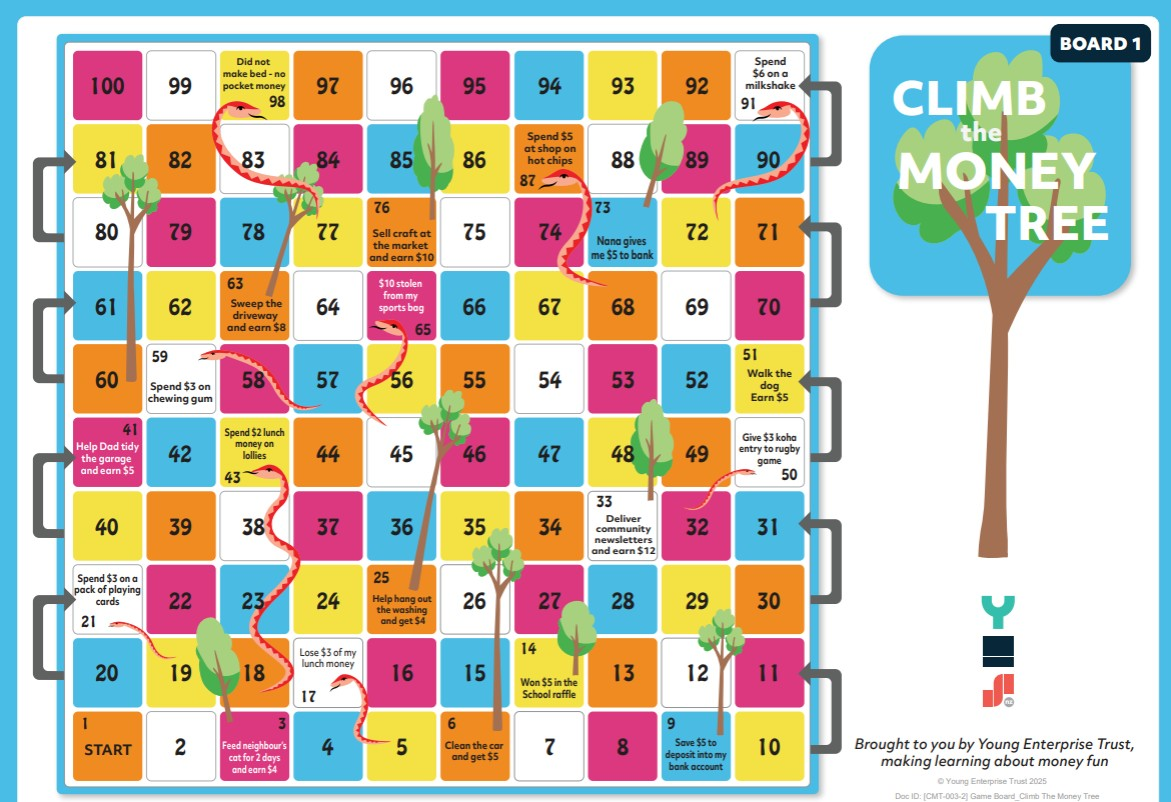 BOARD 1
CLIMB
the
MONEY
TREE
100
99
Did not
make bed - no
pocket money
98
97
96
95
94
93
92
Spend
$6 on a
milkshake
91
81
82
83
84
85
86
Spend $5
at shop on
hot chips
87
88
89
90
80
79
78
77
76
Sell craft at
the market
and earn $10
75
74
73
Nana gives
me $5 to bank
72
71
61
62
63
Sweep the
driveway
and earn $8
64
$10 stolen
from my
sports bag
65
66
67
68
69
70
60
59
Spend $3 on
chewing gum
58
57
56
55
54
53
52
51
Walk the
dog
Earn $5
41
Help Dad tidy
the garage
and earn $5
42
Spend $2 lunch
money on
lollies
43
44
45
46
47
48
49
Give $3 koha
entry to rugby
game
50
40
39
38
37
36
35
34
33
Deliver
community
newsletters
and earn $12
32
31
Spend $3 on a
pack of playing
cards
21
22
23
24
25
Help hang out
the washing
and get $4
26
27
28
29
30
20
19
18
Lose $3 of my
lunch money
17
16
15
14
Won $5 in the
School raffle
13
12
11
1
START
2
3
Feed neighbour's
cat for 2 days
and earn $4
4
5
6
Clean the car
and get $5
7
8
9
Save $5 to
deposit into my
bank account
10
Brought to you by Young Enterprise Trust,
making learning about money fun
© Young Enterprise Trust 2025
Doc ID: [CMT-003-2] Game Board_Climb The Money Tree